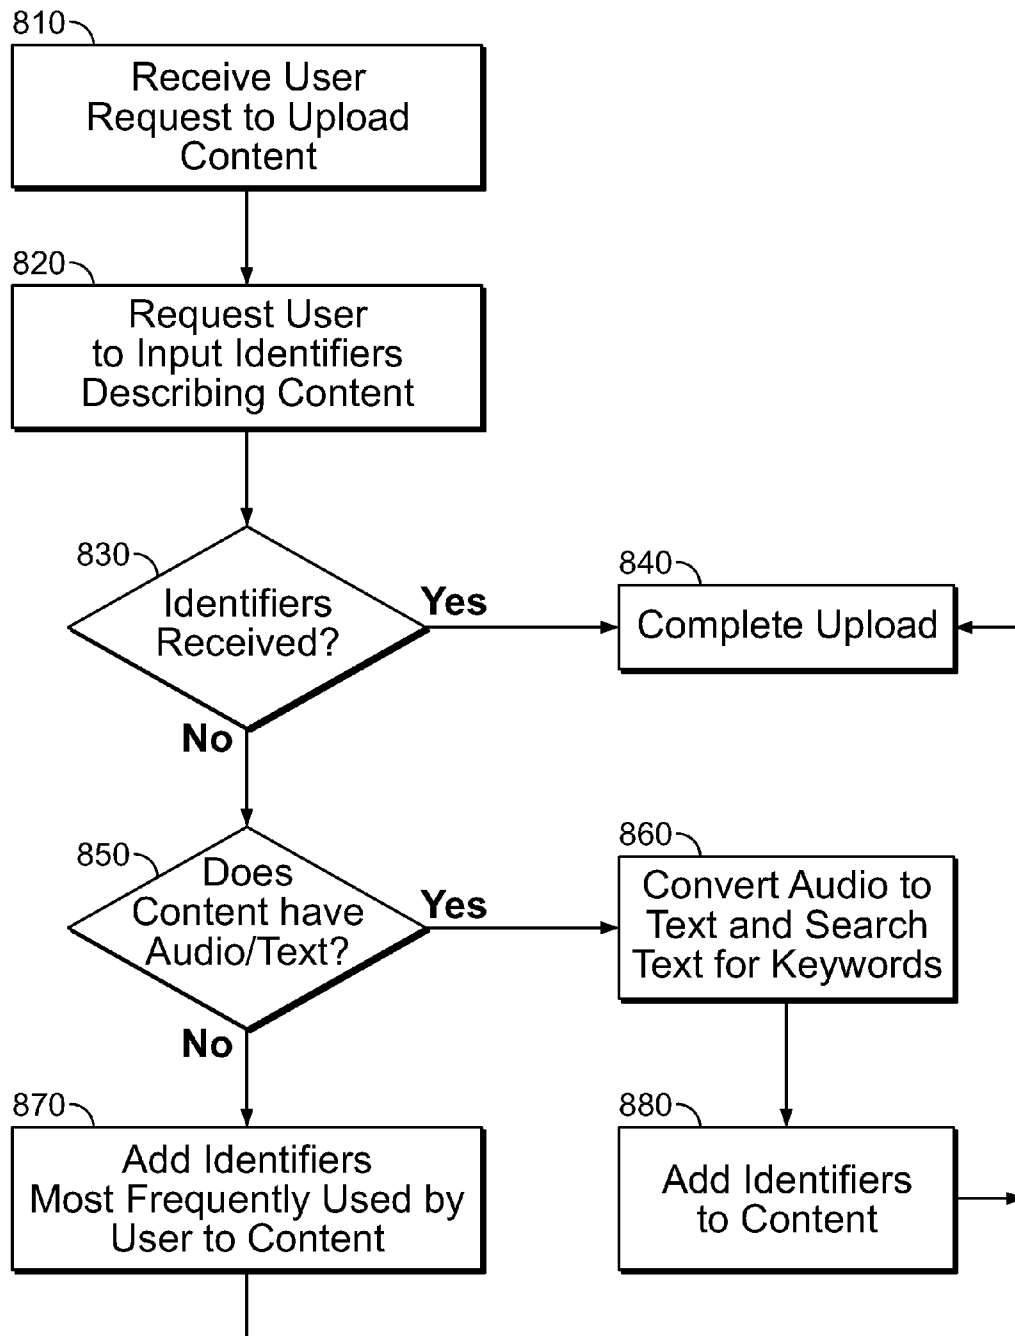 810
Receive User
Request to Upload
Content
820
Request User
to Input Identifiers
Describing Content
830
Identifiers
Received?
Yes
No
840
Complete Upload
850
Does
Content have
Audio/Text?
Yes
No
860
Convert Audio to
Text and Search
Text for Keywords
870
Add Identifiers
Most Frequently Used by
User to Content
880
Add Identifiers
to Content